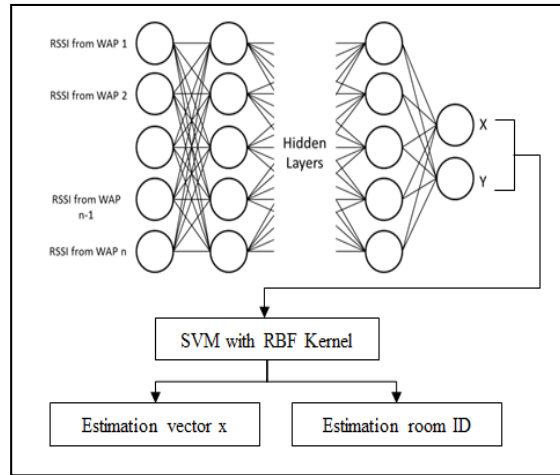 RSSI from WAP 1
RSSI from WAP 2
RSSI from WAP
n-1
RSSI from WAP n
Hidden
Layers
X
Y
SVM with RBF Kernel
Estimation vector x
Estimation room ID